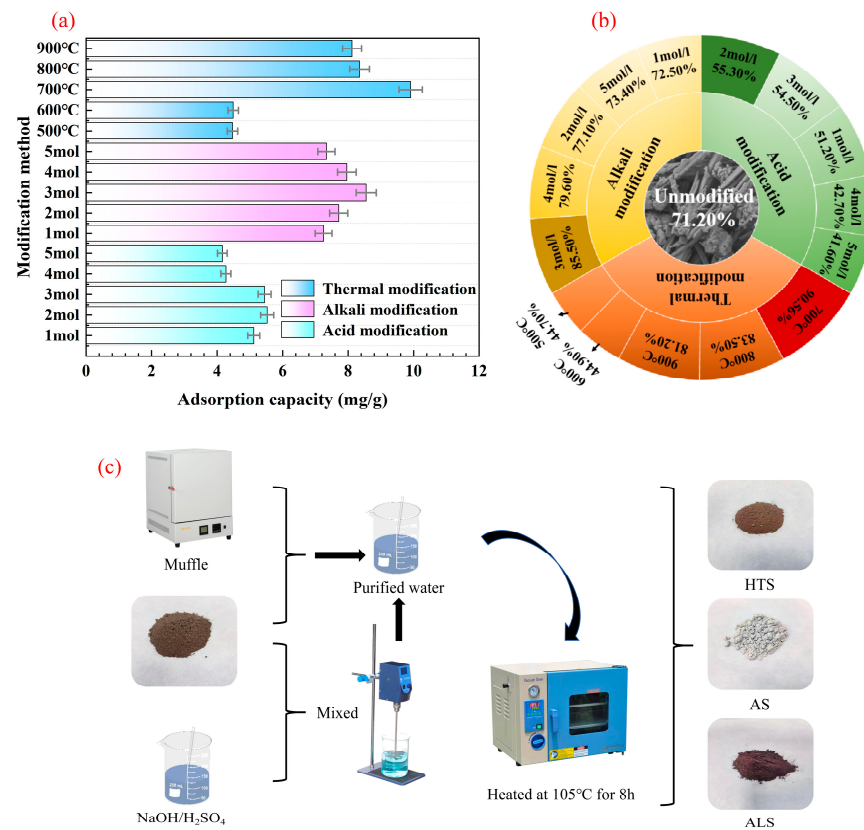 (a)
Modification method
900℃
800℃
700℃
600℃
500℃
5mol
4mol
3mol
2mol
1mol
5mol
4mol
3mol
2mol
1mol
Thermal modification
Alkali modification
Acid modification
0
2
4
6
8
10
12
Adsorption capacity (mg/g)
(b)
Unmodified
71.20%
Acid
modification
2mol/l
55.30%
3mol/l
54.50%
1mol/l
51.20%
4mol/l
42.70%
5mol/l
41.60%
Thermal
modification
700℃
90.56%
800℃
83.50%
900℃
81.20%
600℃
44.90%
500℃
44.70%
Alkali
modification
3mol/l
85.50%
4mol/l
79.60%
2mol/l
77.10%
5mol/l
73.40%
1mol/l
72.50%
(c)
Muffle
Purified water
Mixed
NaOH/H₂SO₄
Heated at 105℃ for 8h
HTS
AS
ALS